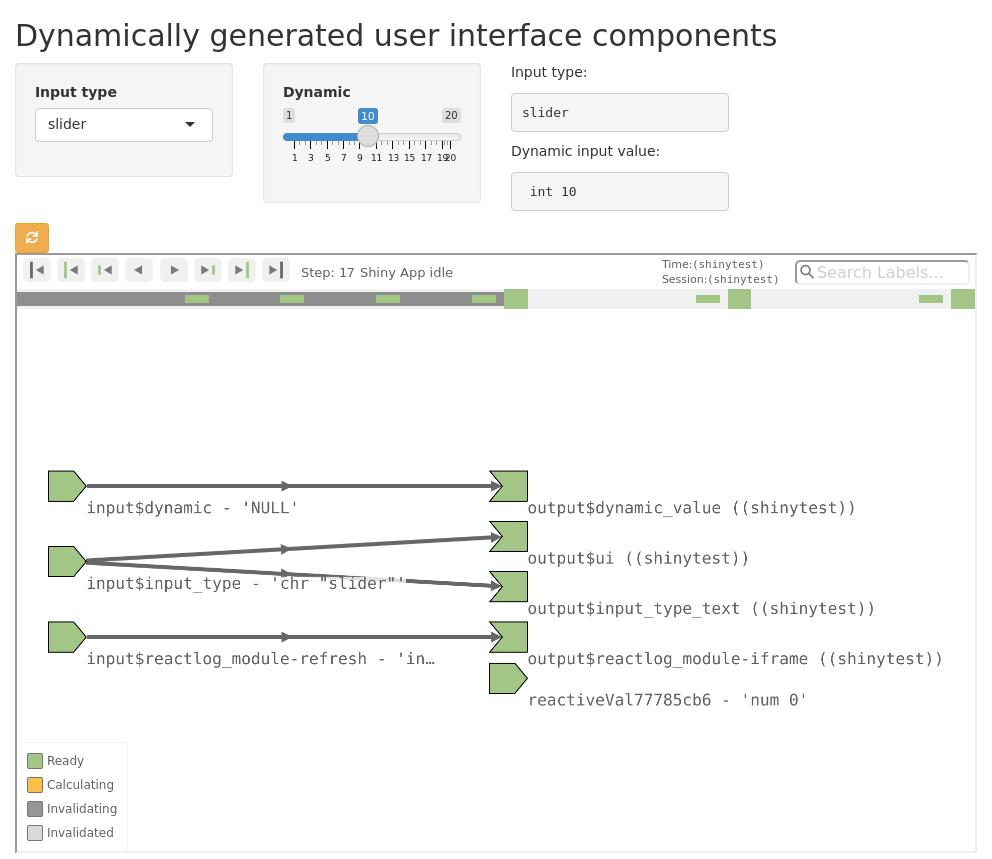 Dynamically generated user interface components
Input type
slider
Dynamic
1 10 20
1 3 5 7 9 11 13 15 17 19 20
Input type:
slider
Dynamic input value:
int 10
Step: 17 Shiny App idle
Time:(shinytest)
Session:(shinytest)
Search Labels...
input$dynamic - 'NULL'
output$dynamic_value ((shinytest))
output$ui ((shinytest))
input$input_type - 'chr "slider"'
output$input_type_text ((shinytest))
input$reactlog_module-refresh - 'in…
output$reactlog_module-iframe ((shinytest))
reactiveVal77785cb6 - 'num 0'
Ready
Calculating
Invalidating
Invalidated